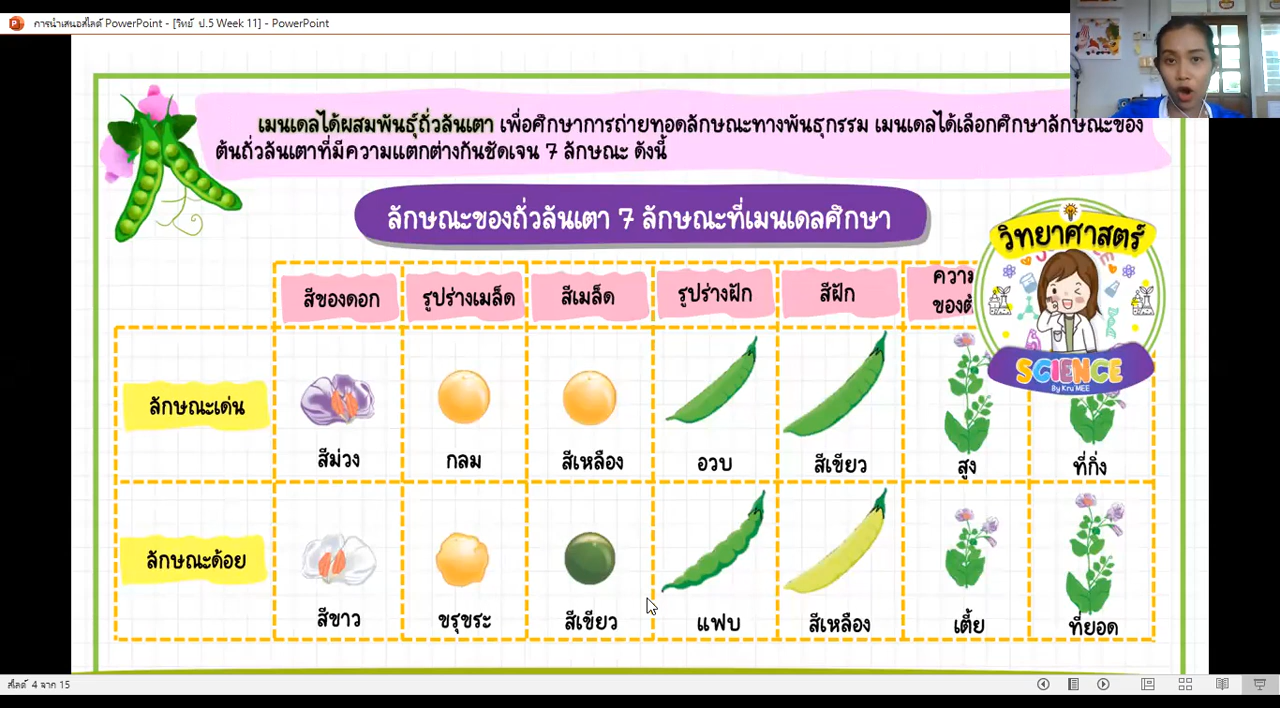 การนำเสนอสไลด์ PowerPoint - [วิทย์ ป.5 Week 11] - PowerPoint
เมนเดลได้ผสมพันธุ์ถั่วลันเตา เพื่อศึกษาการถ่ายทอดลักษณะทางพันธุกรรม เมนเดลได้เลือกศึกษาลักษณะของ
ต้นถั่วลันเตาที่มีความแตกต่างกันชัดเจน 7 ลักษณะ ดังนี้
ลักษณะของถั่วลันเตา 7 ลักษณะที่เมนเดลศึกษา
วิทยาศาสตร์
SCIENCE
By Kru MEE
สีของดอก รูปร่างเมล็ด สีเมล็ด รูปร่างฝัก สีฝัก
ลักษณะเด่น
สีม่วง กลม สีเหลือง อวบ สีเขียว สูง ที่กิ่ง
ลักษณะด้อย
สีขาว ขรุขระ สีเขียว แฟบ สีเหลือง เตี้ย ที่ยอด
สไลด์ 4 จาก 15